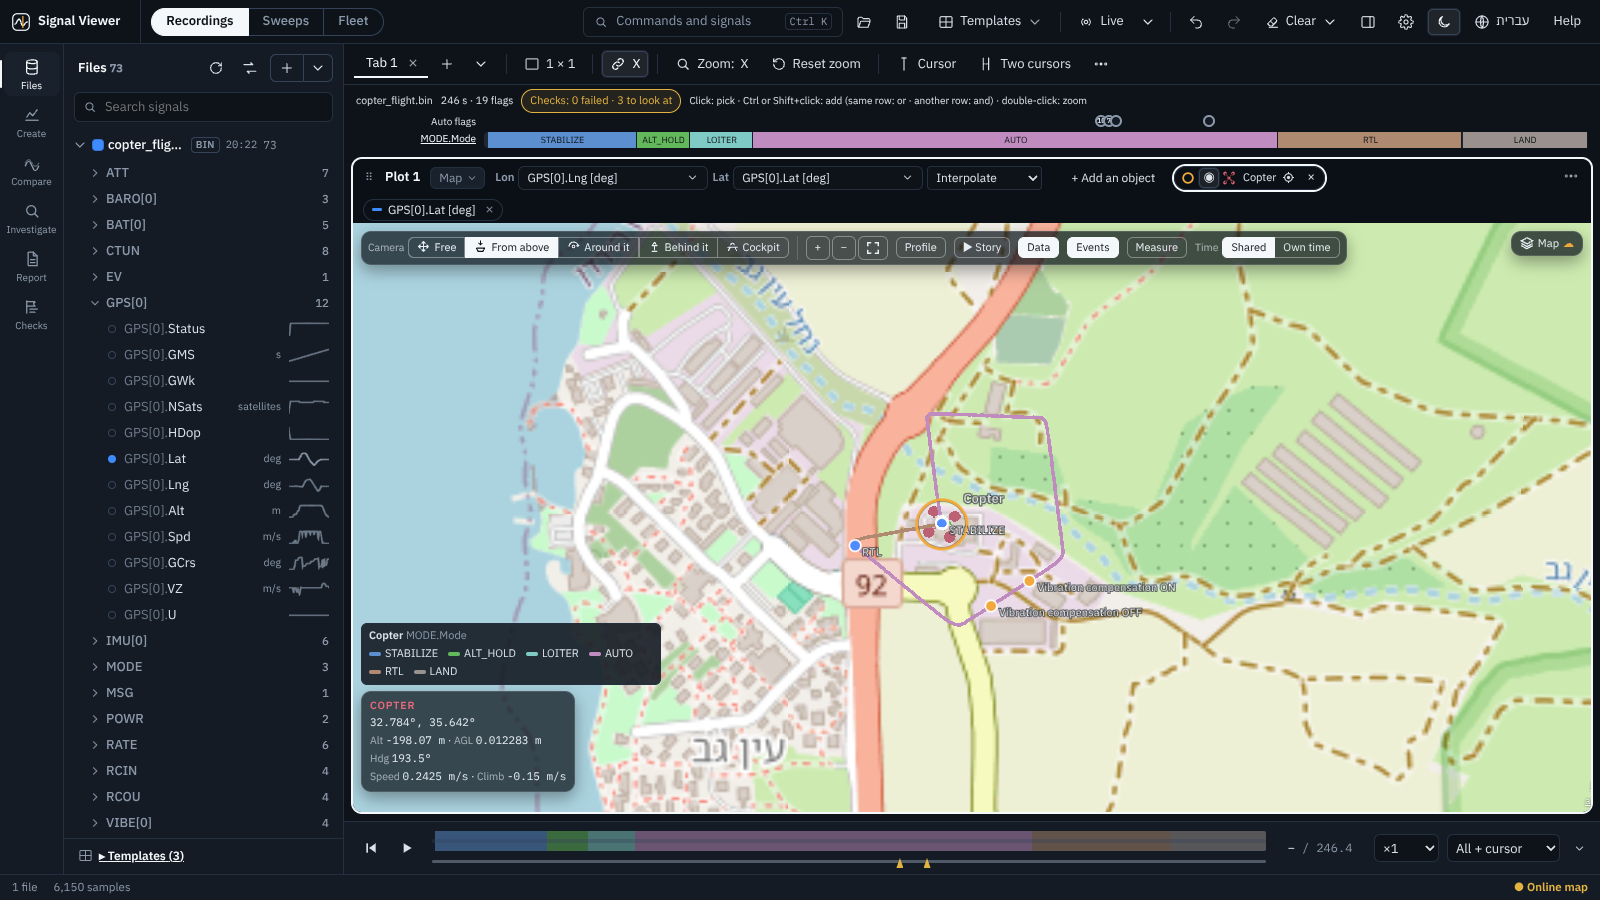 Signal Viewer
Recordings Sweeps Fleet
Commands and signals Ctrl K
Templates
Live
Clear
עברית
Help
Files
Create
Compare
Investigate
Report
Checks
Files 73
Search signals
copter_flig... BIN 20:22 73
ATT 7
BARO[0] 3
BAT[0] 5
CTUN 8
EV 1
GPS[0] 12
GPS[0].Status
GPS[0].GMS s
GPS[0].GWk
GPS[0].NSats satellites
GPS[0].HDop
GPS[0].Lat deg
GPS[0].Lng deg
GPS[0].Alt m
GPS[0].Spd m/s
GPS[0].GCrs deg
GPS[0].VZ m/s
GPS[0].U
IMU[0] 6
MODE 3
MSG 1
POWR 2
RATE 6
RCIN 4
RCOU 4
VIBE[0] 4
▸ Templates (3)
Tab 1 × +
1 × 1
X
Zoom: X
Reset zoom
Cursor
Two cursors
copter_flight.bin 246 s · 19 flags Checks: 0 failed · 3 to look at Click: pick · Ctrl or Shift+click: add (same row: or · another row: and) · double-click: zoom
Auto flags
MODE.Mode STABILIZE ALT_HOLD LOITER AUTO RTL LAND
Plot 1 Map Lon GPS[0].Lng [deg] Lat GPS[0].Lat [deg] Interpolate + Add an object Copter ×
GPS[0].Lat [deg] ×
Camera Free From above Around it Behind it Cockpit + − Profile Story Data Events Measure Time Shared Own time
Map
נחל עין גב
Copter
STABILIZE
RTL
92
Vibration compensation ON
Vibration compensation OFF
עין גב
Copter MODE.Mode
STABILIZE ALT_HOLD LOITER AUTO
RTL LAND
COPTER
32.784°, 35.642°
Alt -198.07 m · AGL 0.012283 m
Hdg 193.5°
Speed 0.2425 m/s · Climb -0.15 m/s
– / 246.4
×1
All + cursor
1 file 6,150 samples
Online map